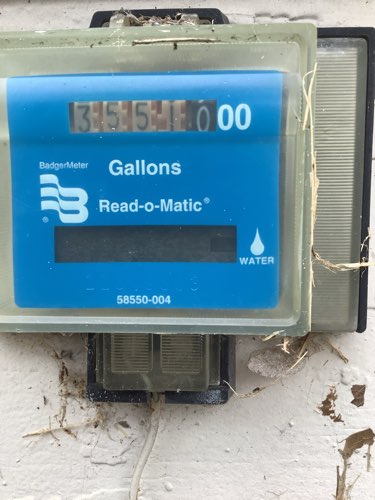 3551000
BadgerMeter
Gallons
Read-o-Matic®
®
WATER
58550-004